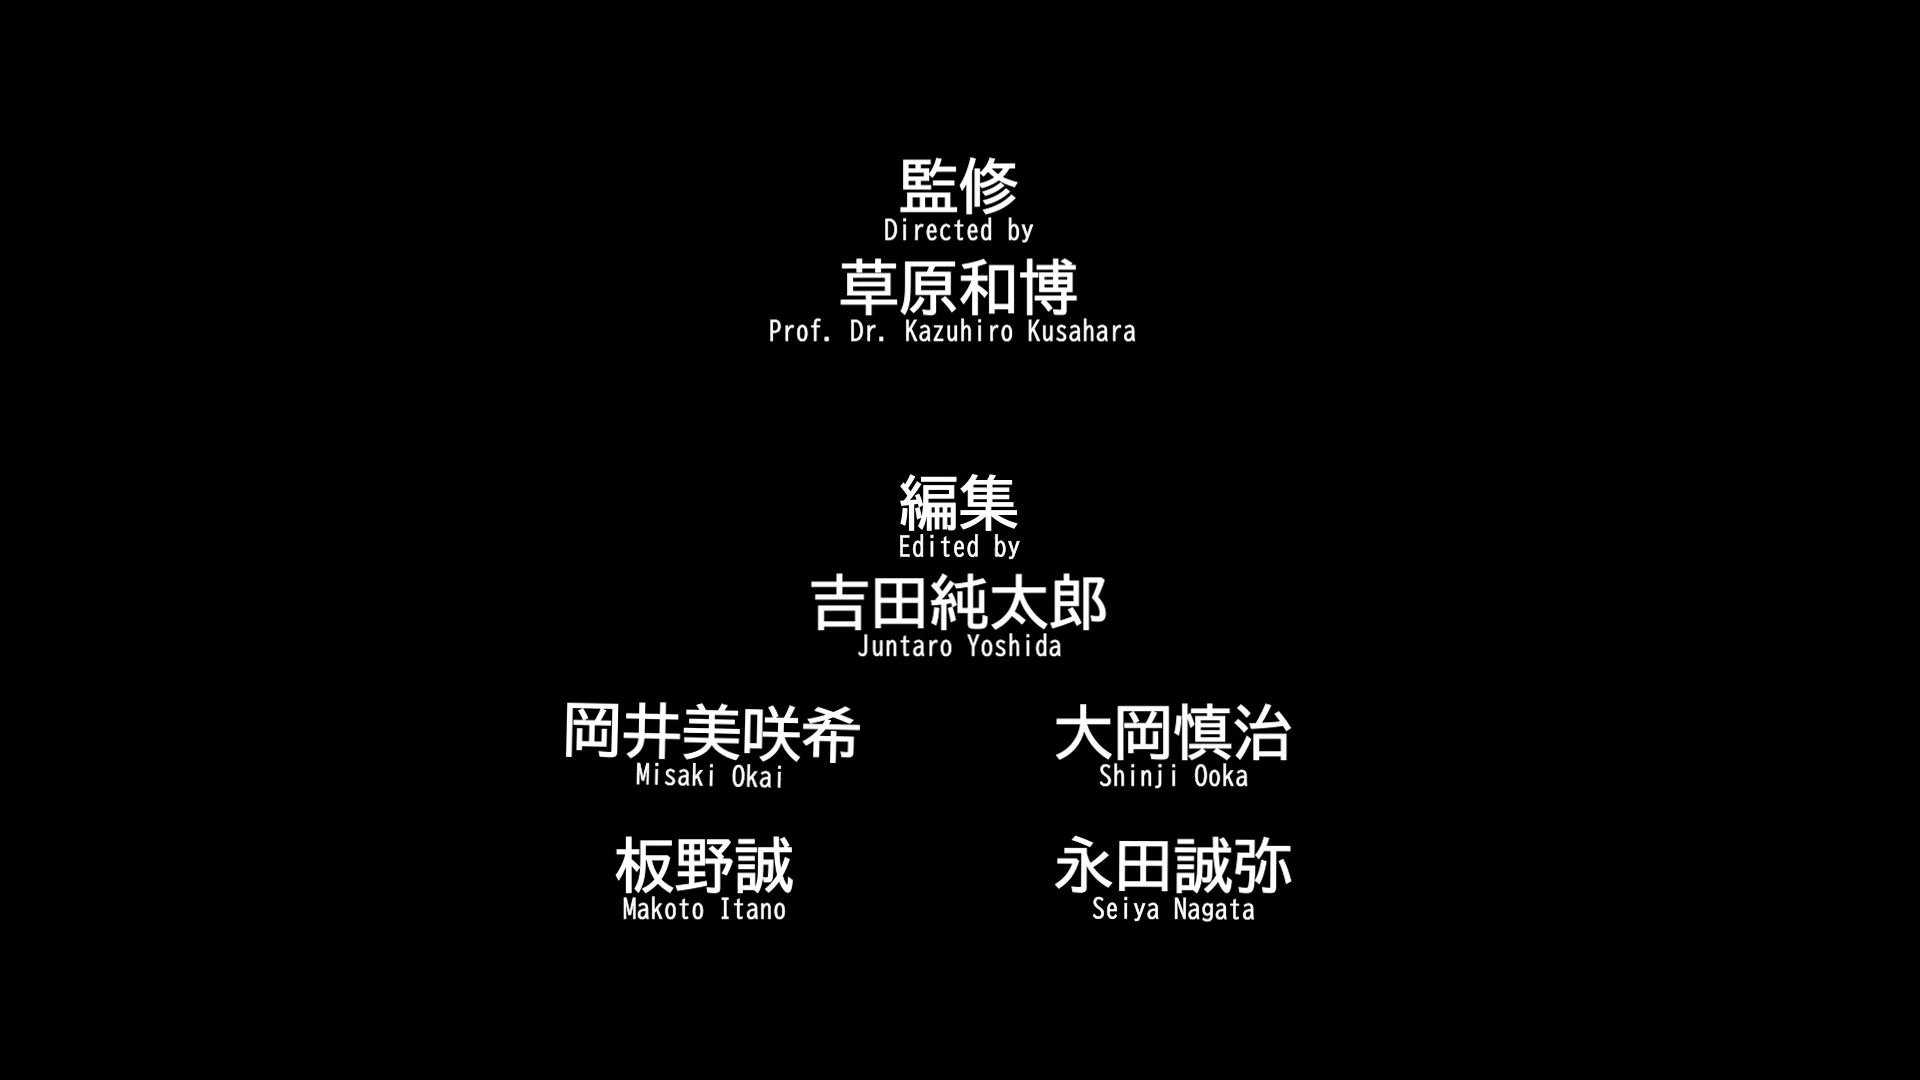 監修
Directed by
草原和博
Prof. Dr. Kazuhiro Kusahara
編集
Edited by
吉田純太郎
Juntaro Yoshida
岡井美咲希
Misaki Okai
大岡慎治
Shinji Ooka
板野誠
Makoto Itano
永田誠弥
Seiya Nagata